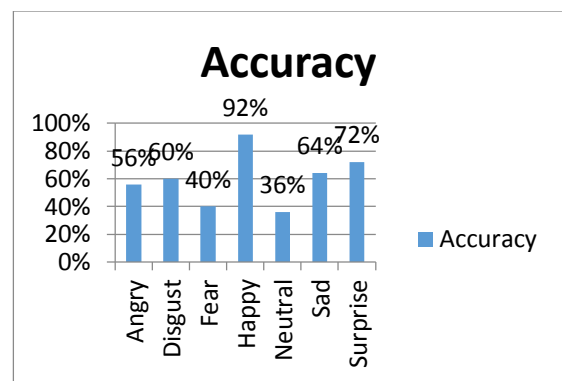 Accuracy
92%
100%
80%
60%
40%
20%
0%
56%
60%
40%
36%
64%
72%
Angry
Disgust
Fear
Happy
Neutral
Sad
Surprise
Accuracy